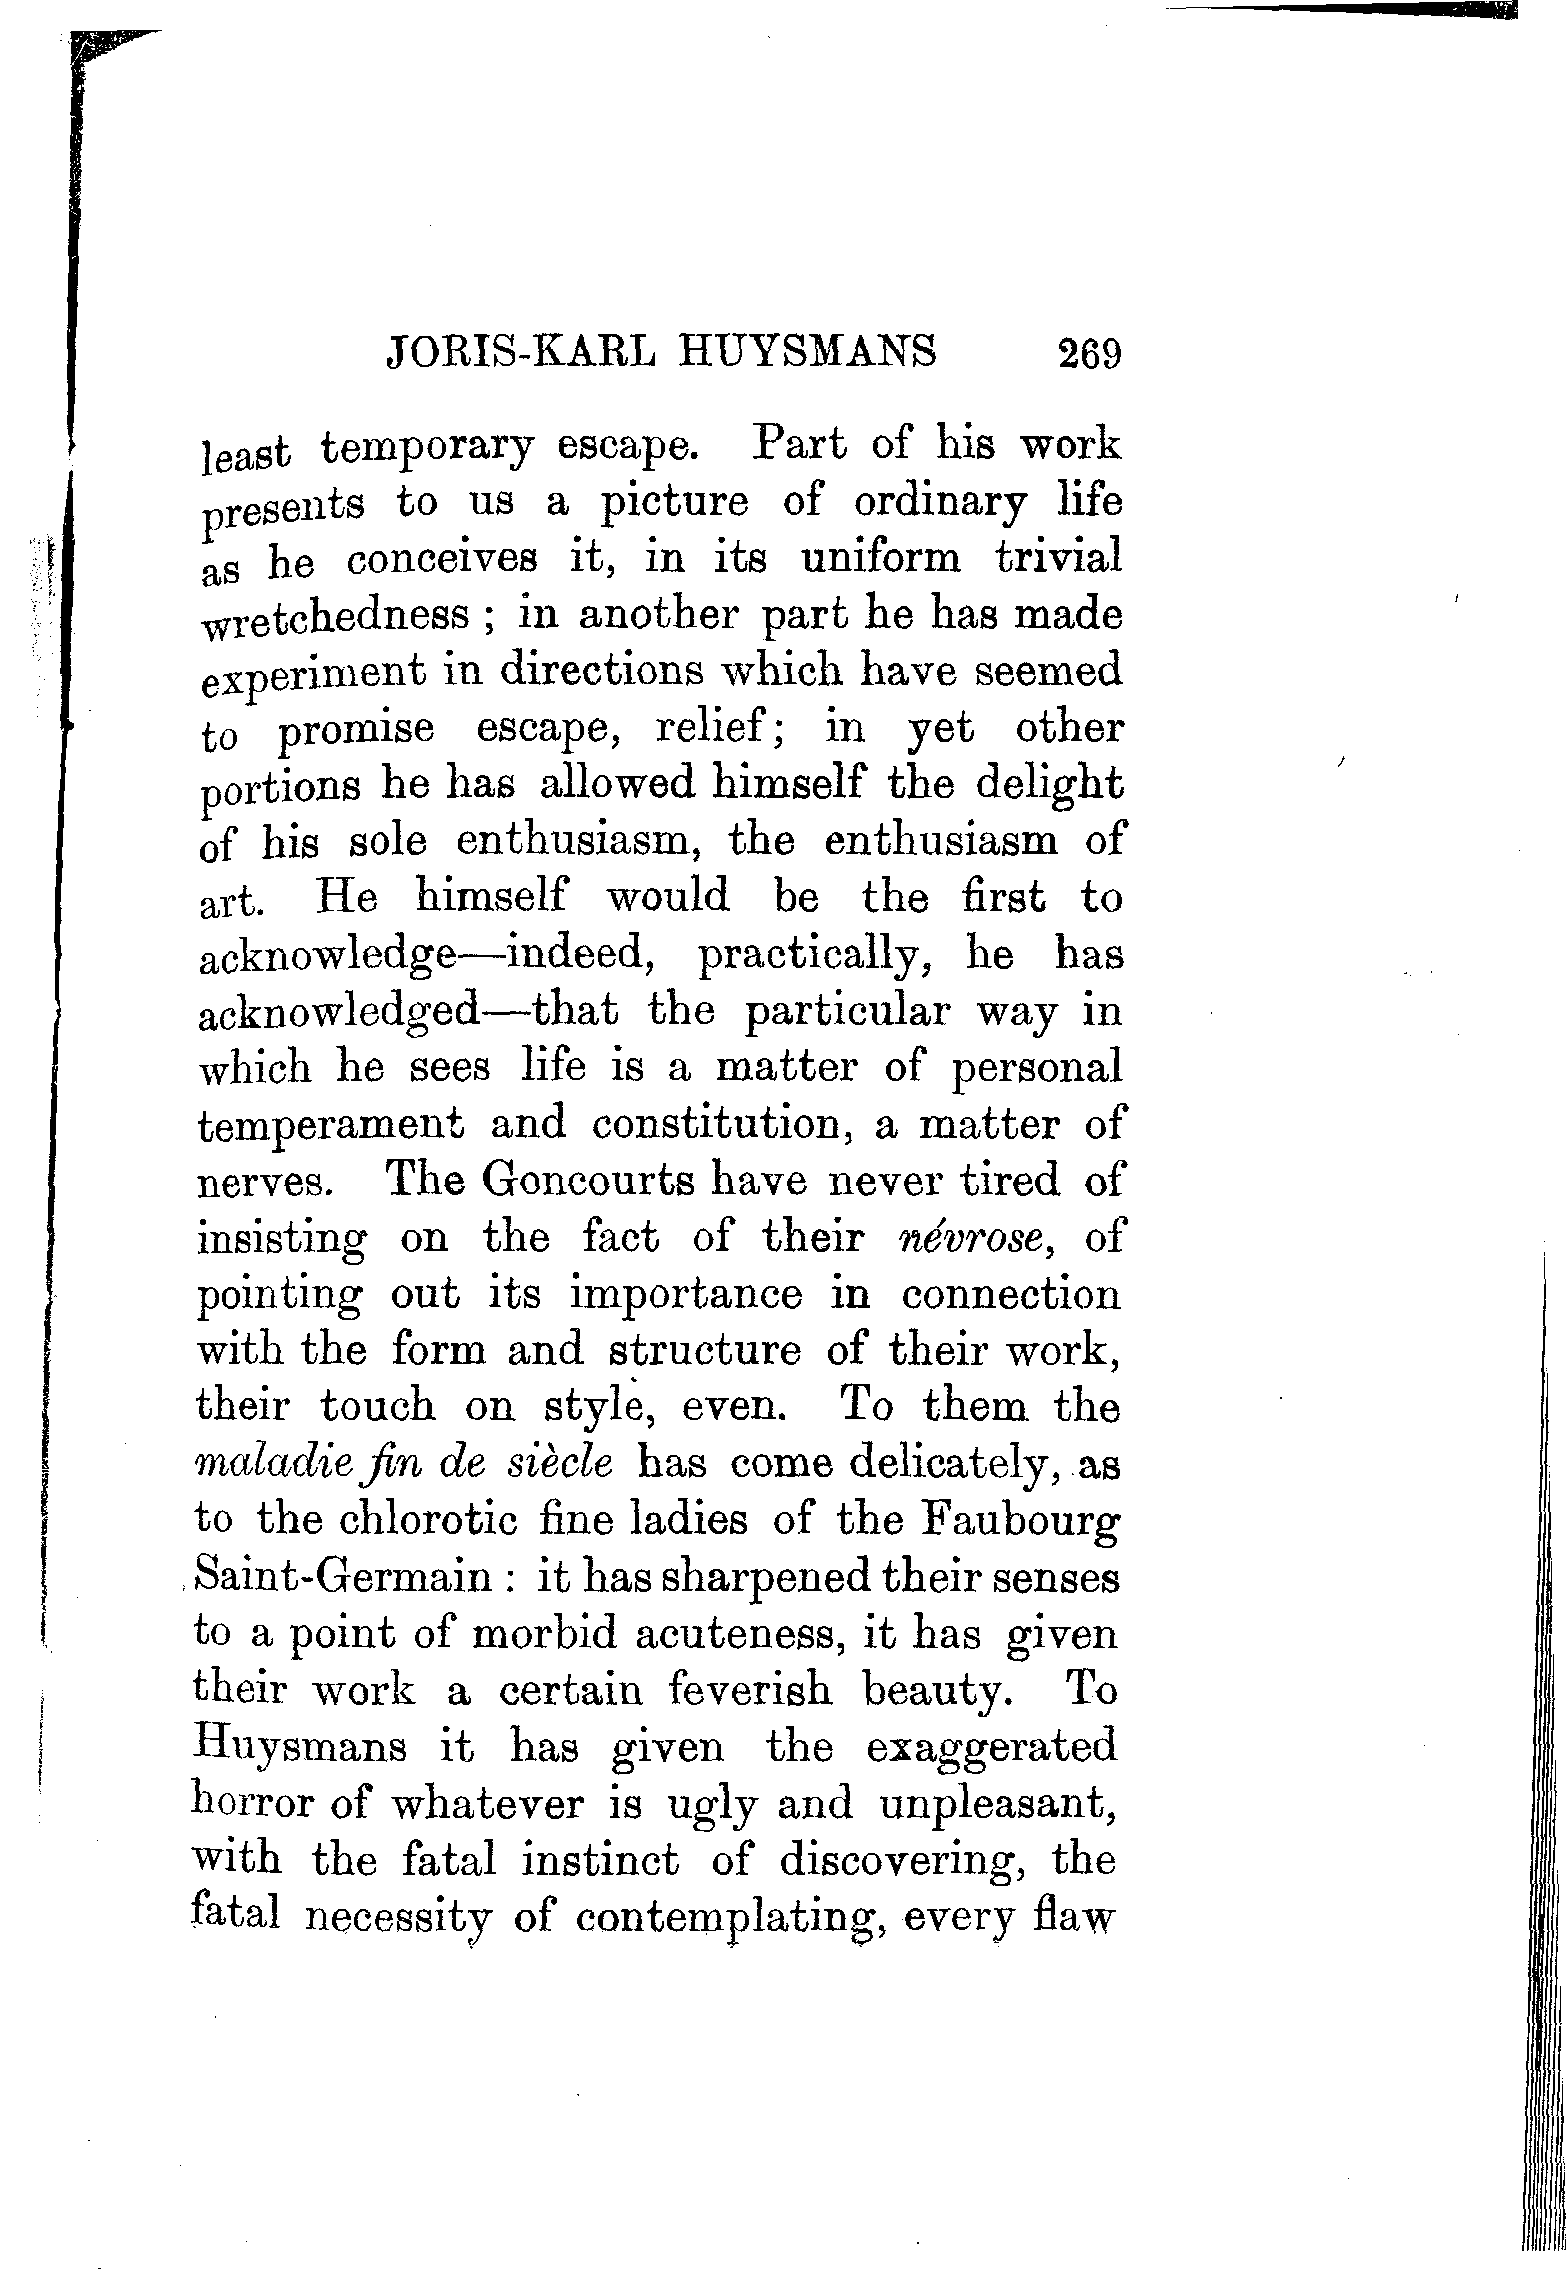 JORIS-KARL HUYSMANS 269
least temporary escape. Part of his work
presents to us a picture of ordinary life
as he conceives it, in its uniform trivial
wretchedness ; in another part he has made
experiment in directions which have seemed
to promise escape, relief; in yet other
portions he has allowed himself the delight
of his sole enthusiasm, the enthusiasm of
art. He himself would be the first to
acknowledge—indeed, practically, he has
acknowledged—that the particular way in
which he sees life is a matter of personal
temperament and constitution, a matter of
nerves. The Goncourts have never tired of
insisting on the fact of their névrose, of
pointing out its importance in connection
with the form and structure of their work,
their touch on style, even. To them the
maladie fin de siècle has come delicately, as
to the chlorotic fine ladies of the Faubourg
Saint-Germain : it has sharpened their senses
to a point of morbid acuteness, it has given
their work a certain feverish beauty. To
Huysmans it has given the exaggerated
horror of whatever is ugly and unpleasant,
with the fatal instinct of discovering, the
fatal necessity of contemplating, every flaw